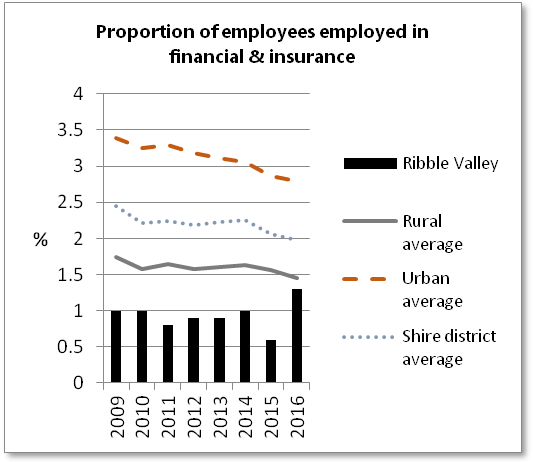 Proportion of employees employed in
financial & insurance
4
3.5
3
2.5
2
1.5
1
0.5
0
%
2009
2010
2011
2012
2013
2014
2015
2016
Ribble Valley
Rural
average
Urban
average
Shire district
average